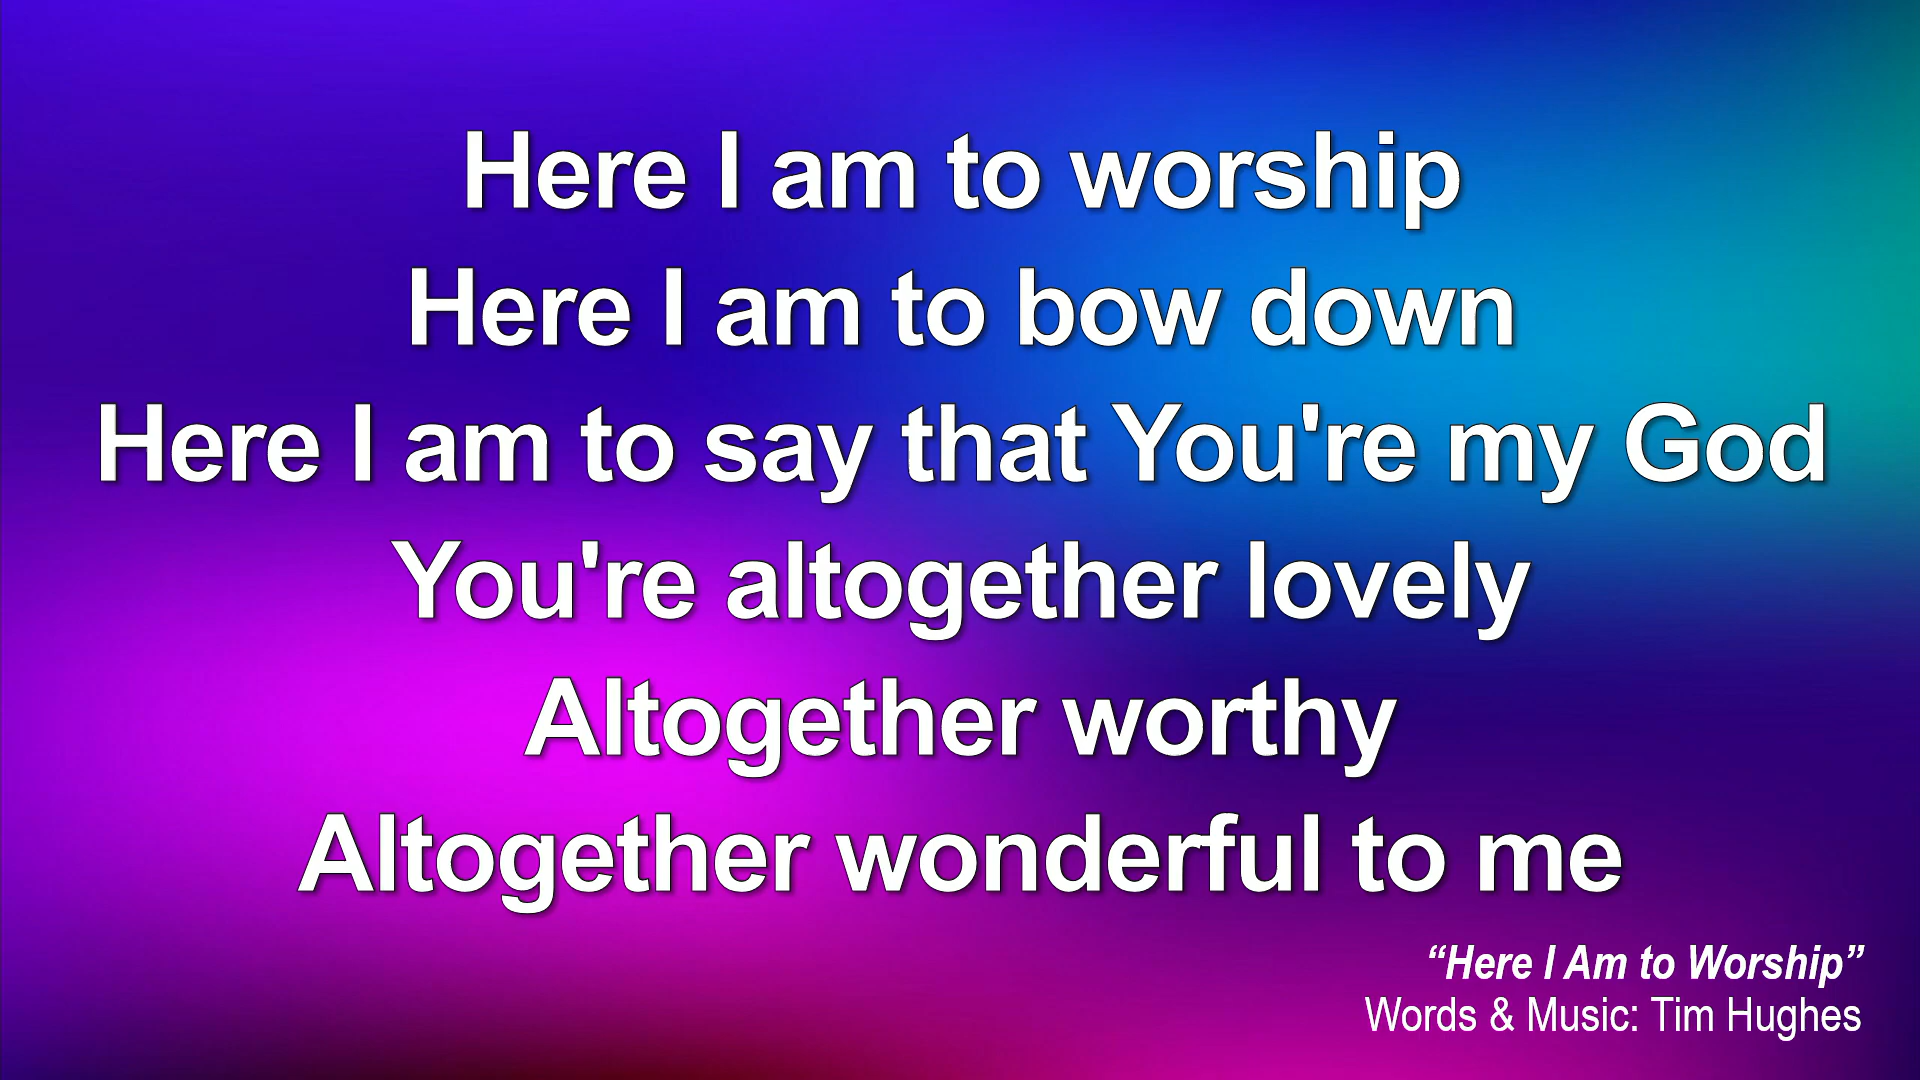 Here I am to worship
Here I am to bow down
Here I am to say that You're my God
You're altogether lovely
Altogether worthy
Altogether wonderful to me
“Here I Am to Worship”
Words & Music: Tim Hughes